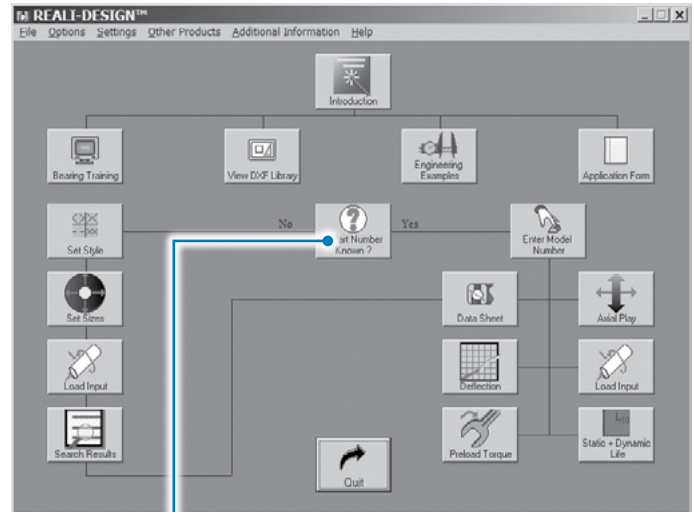 REALI-DESIGN™
File Options Settings Other Products Additional Information Help
Introduction
Bearing Training
View DXF Library
Engineering
Examples
Application Form
Set Style
No
Part Number
Known ?
Yes
Enter Model
Number
Set Sizes
Data Sheet
Axial Play
Load Input
Deflection
Load Input
Search Results
Preload Torque
Static + Dynamic
Life
Quit